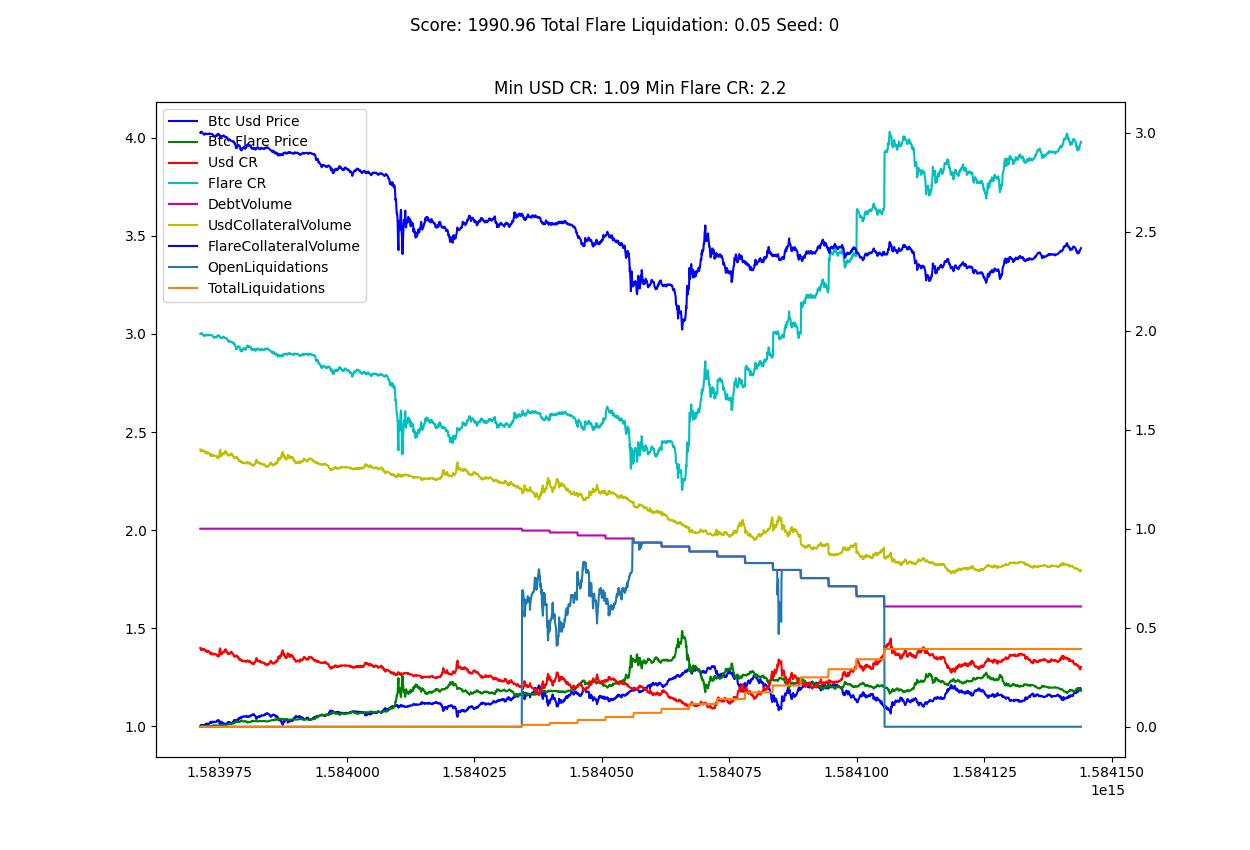 Score: 1990.96 Total Flare Liquidation: 0.05 Seed: 0
Min USD CR: 1.09 Min Flare CR: 2.2
Btc Usd Price
Btc Flare Price
Usd CR
Flare CR
DebtVolume
UsdCollateralVolume
FlareCollateralVolume
OpenLiquidations
TotalLiquidations
4.0
3.5
3.0
2.5
2.0
1.5
1.0
3.0
2.5
2.0
1.5
1.0
0.5
0.0
1.583975 1.584000 1.584025 1.584050 1.584075 1.584100 1.584125 1.584150
1e15